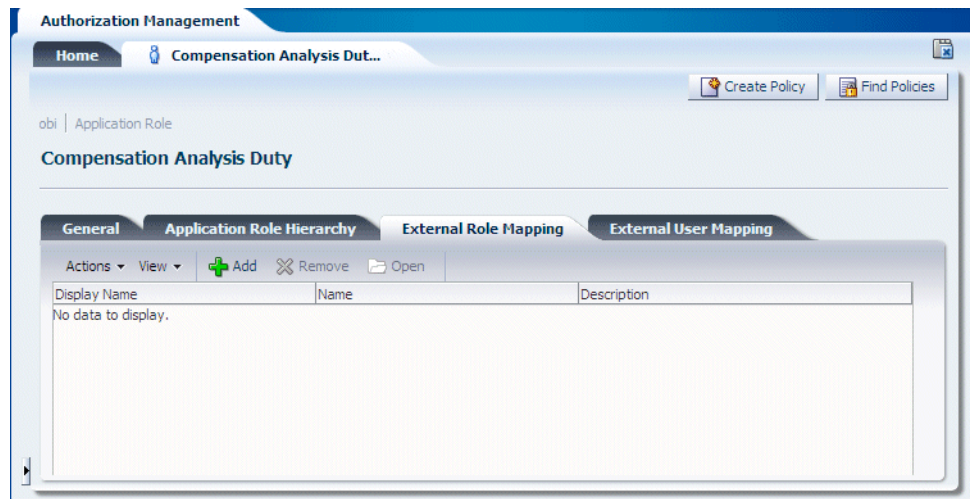 Authorization Management
Home Compensation Analysis Dut...
Create Policy Find Policies
obi | Application Role
Compensation Analysis Duty
General Application Role Hierarchy External Role Mapping External User Mapping
Actions View Add Remove Open
Display Name Name Description
No data to display.